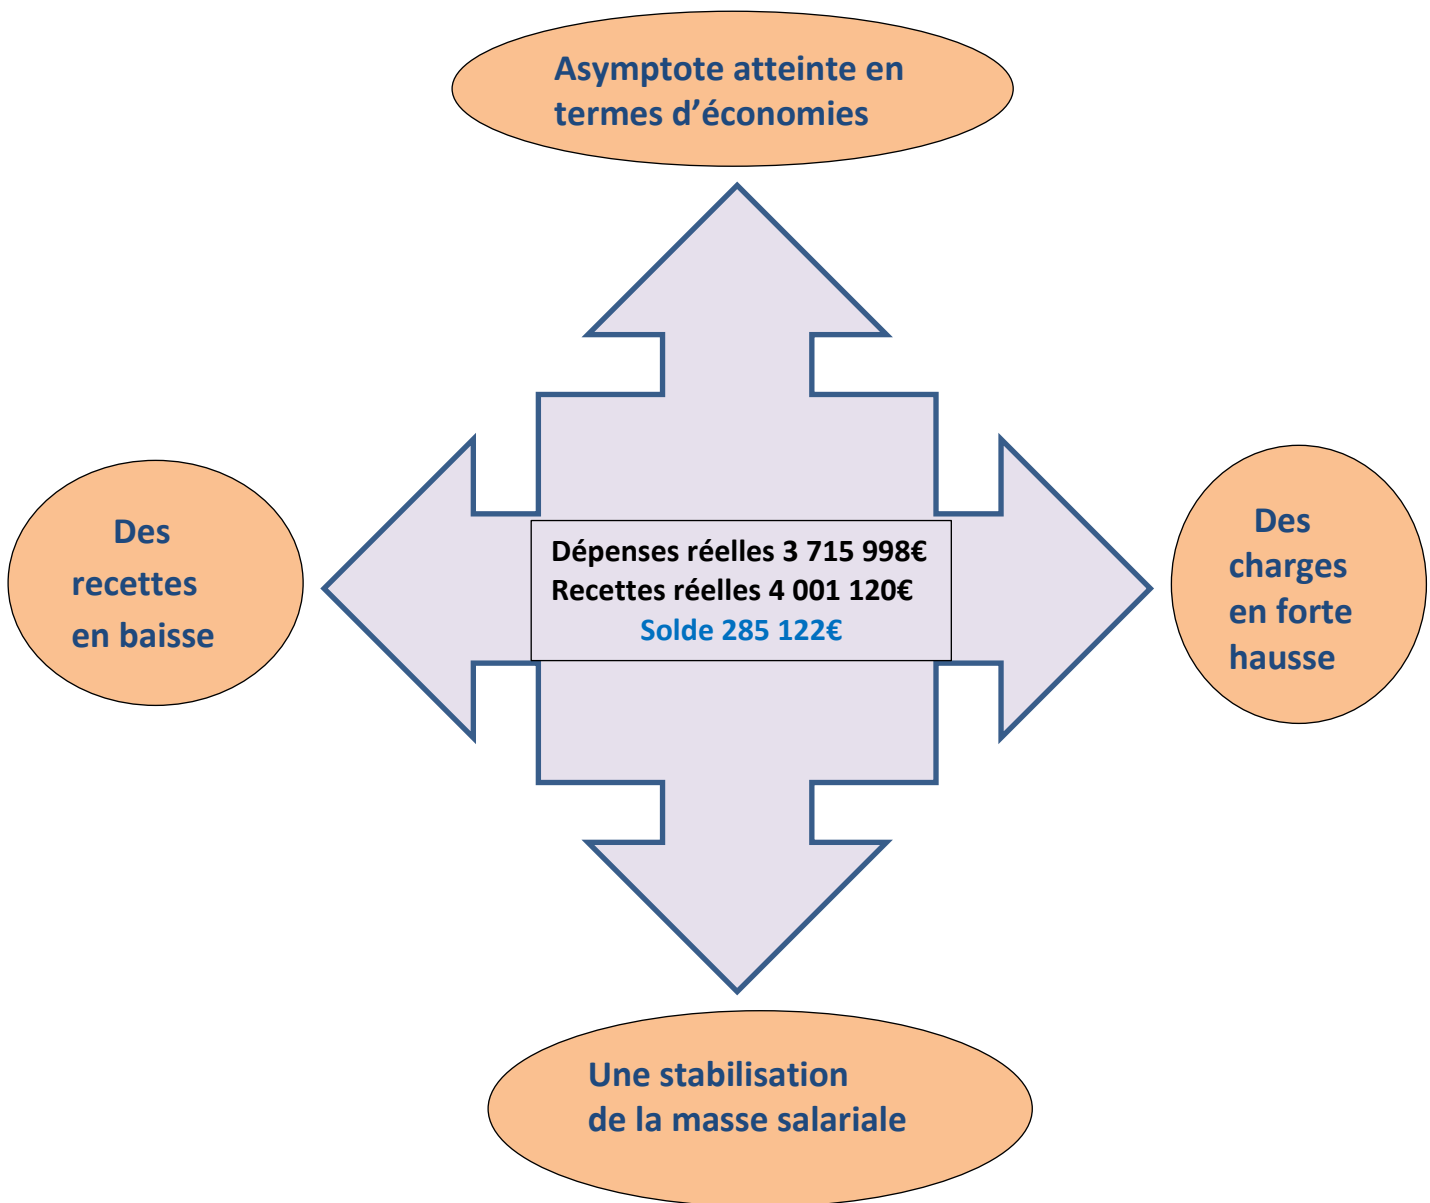 Asymptote atteinte en
termes d’économies
Des
recettes
en baisse
Dépenses réelles 3 715 998€
Recettes réelles 4 001 120€
Solde 285 122€
Des
charges
en forte
hausse
Une stabilisation
de la masse salariale